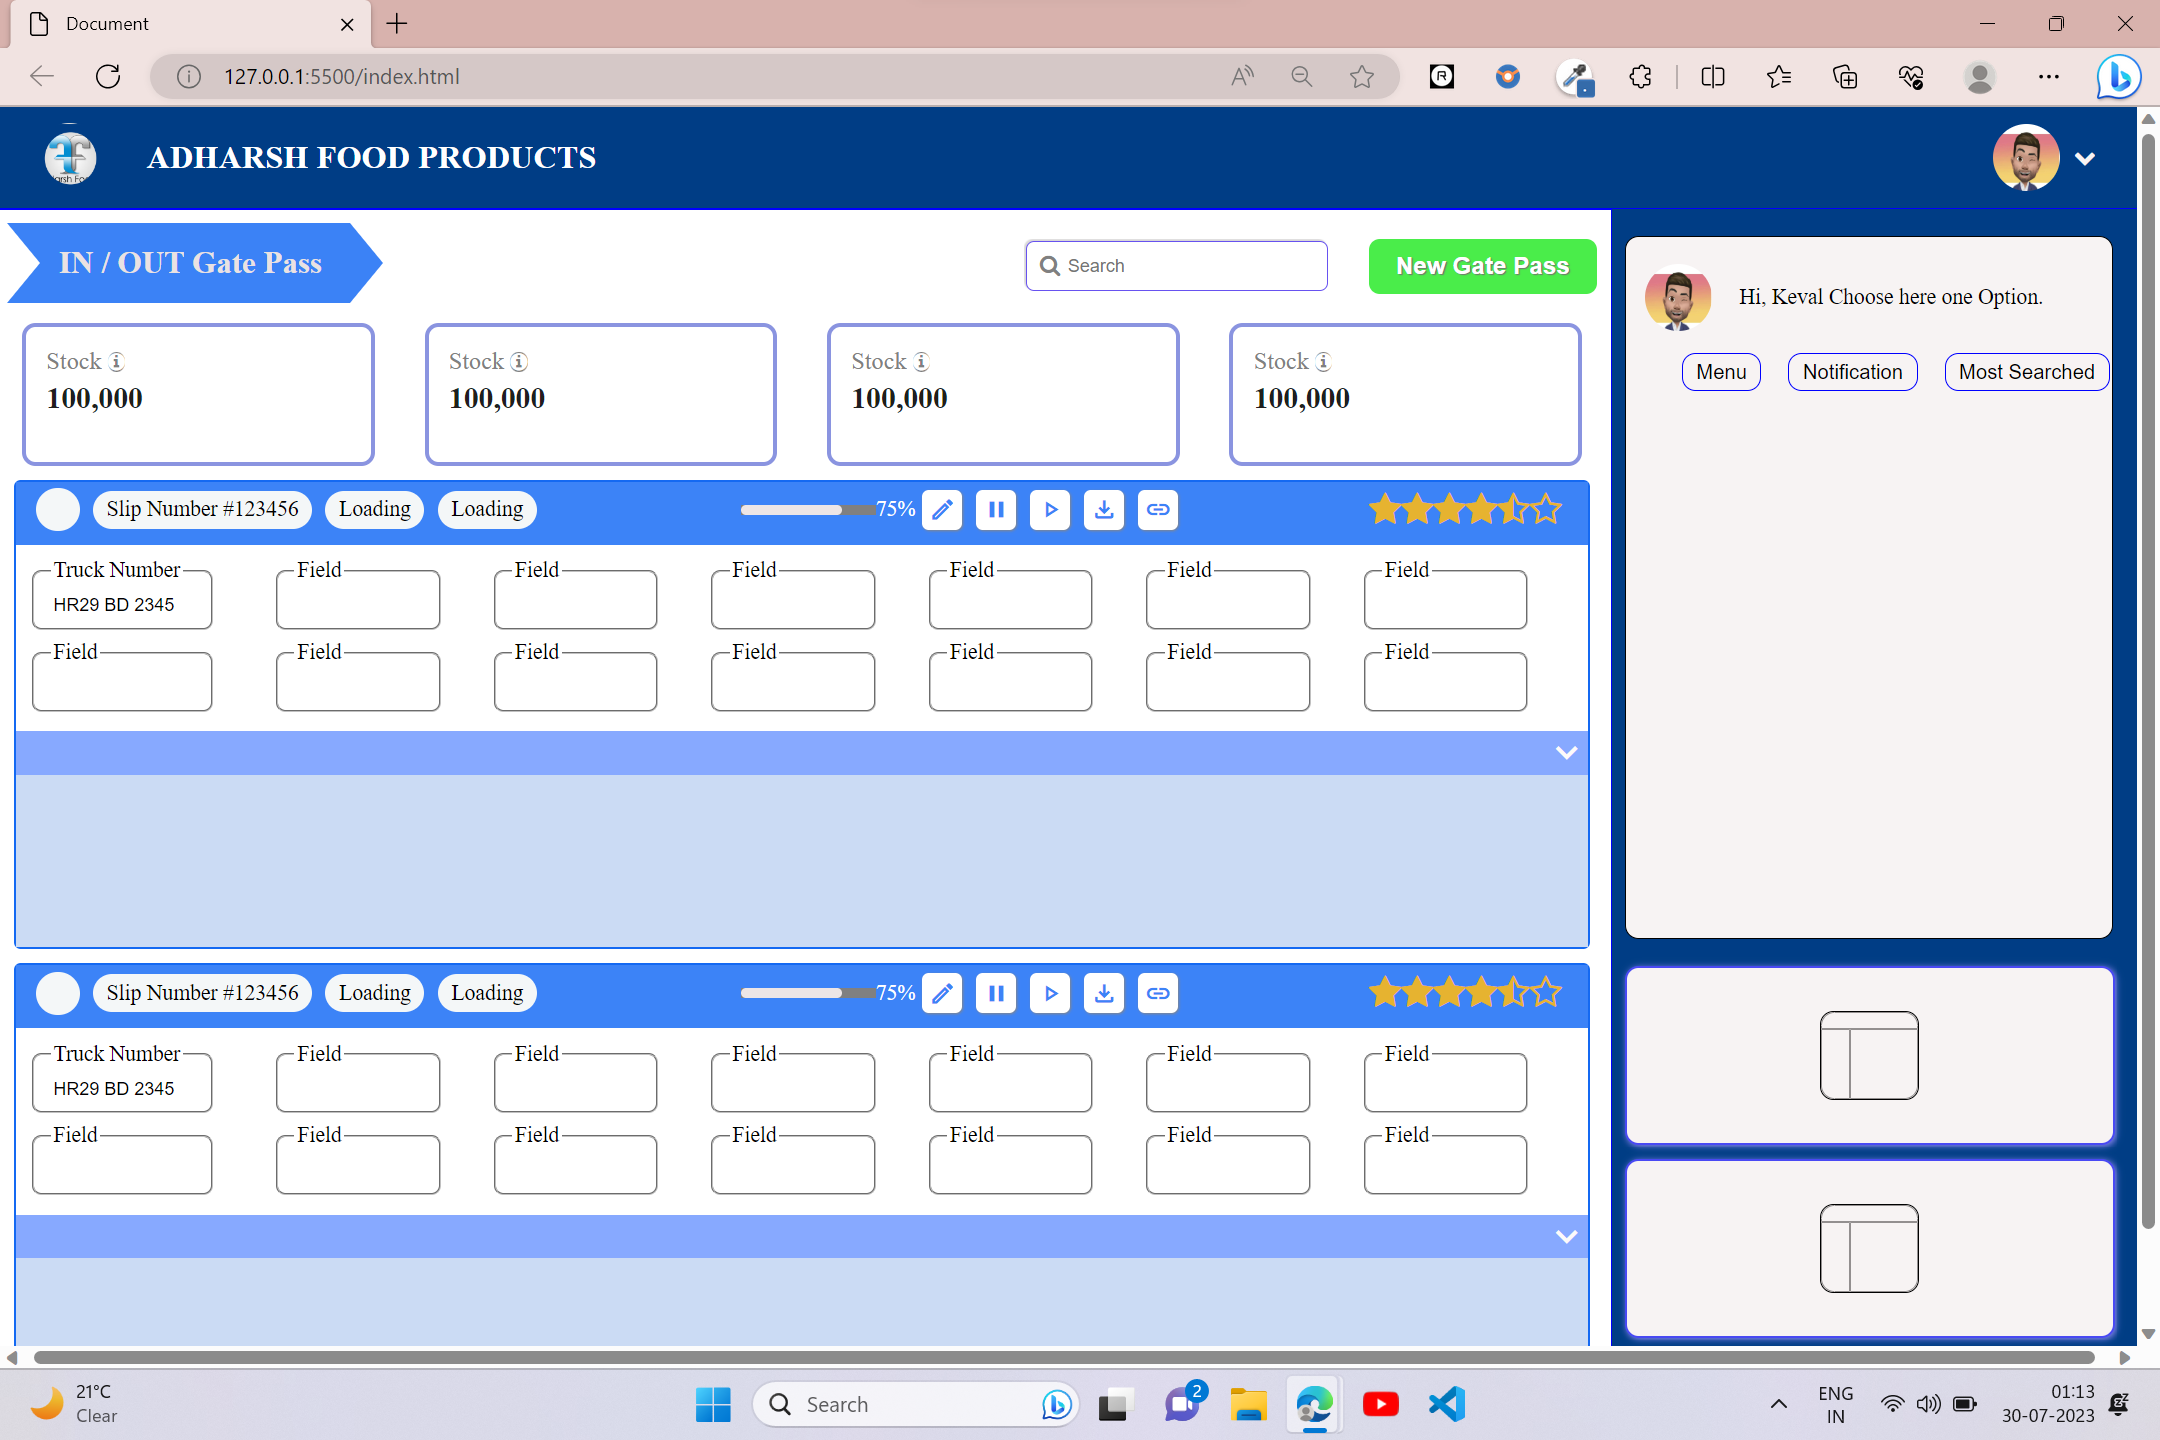 Document
127.0.0.1:5500/index.html
ADHARSH FOOD PRODUCTS
IN / OUT Gate Pass
Search
New Gate Pass
Hi, Keval Choose here one Option.
Menu Notification Most Searched
Stock Stock Stock Stock
100,000 100,000 100,000 100,000
Slip Number #123456 Loading Loading 75%
Truck Number Field Field Field Field Field Field
HR29 BD 2345
Field Field Field Field Field Field Field
Slip Number #123456 Loading Loading 75%
Truck Number Field Field Field Field Field Field
HR29 BD 2345
Field Field Field Field Field Field Field
21°C
Clear
Search
2
ENG
IN
01:13
30-07-2023